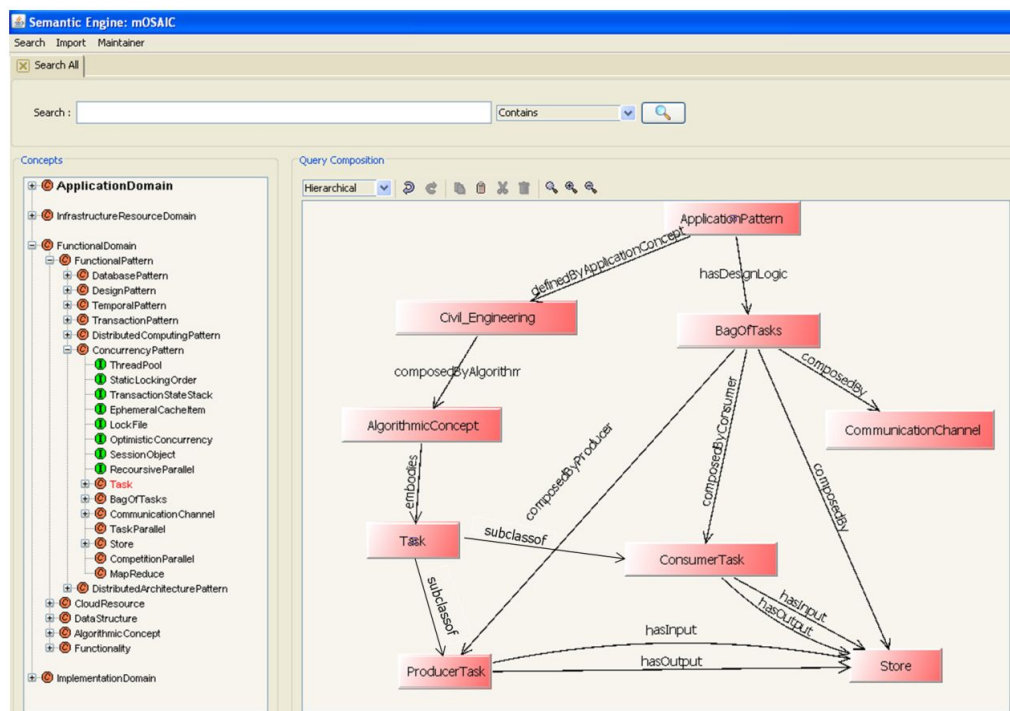 Semantic Engine: mOSAIC
Search Import Maintainer
Search All
Search :
Contains
Concepts
ApplicationDomain
InfrastructureResourceDomain
FunctionalDomain
FunctionalPattern
DatabasePattern
DesignPattern
TemporalPattern
TransactionPattern
DistributedComputingPattern
ConcurrencyPattern
ThreadPool
StaticLockingOrder
TransactionStateStack
EphemeralCacheItem
LockFile
OptimisticConcurrency
SessionObject
RecoursiveParallel
Task
BagOfTasks
CommunicationChannel
TaskParallel
Store
CompetitionParallel
MapReduce
DistributedArchitecturePattern
CloudResource
DataStructure
AlgorithmicConcept
Functionality
ImplementationDomain
Query Composition
Hierarchical
ApplicationPattern
definedByApplicationConcept
hasDesignLogic
Civil_Engineering
BagOfTasks
composedByAlgorithm
composedBy
AlgorithmicConcept
CommunicationChannel
composedByConsumer
composedByProducer
composedBy
embodies
Task
subclassof
ConsumerTask
subclassof
hasInput
hasOutput
hasInput
hasOutput
ProducerTask
Store